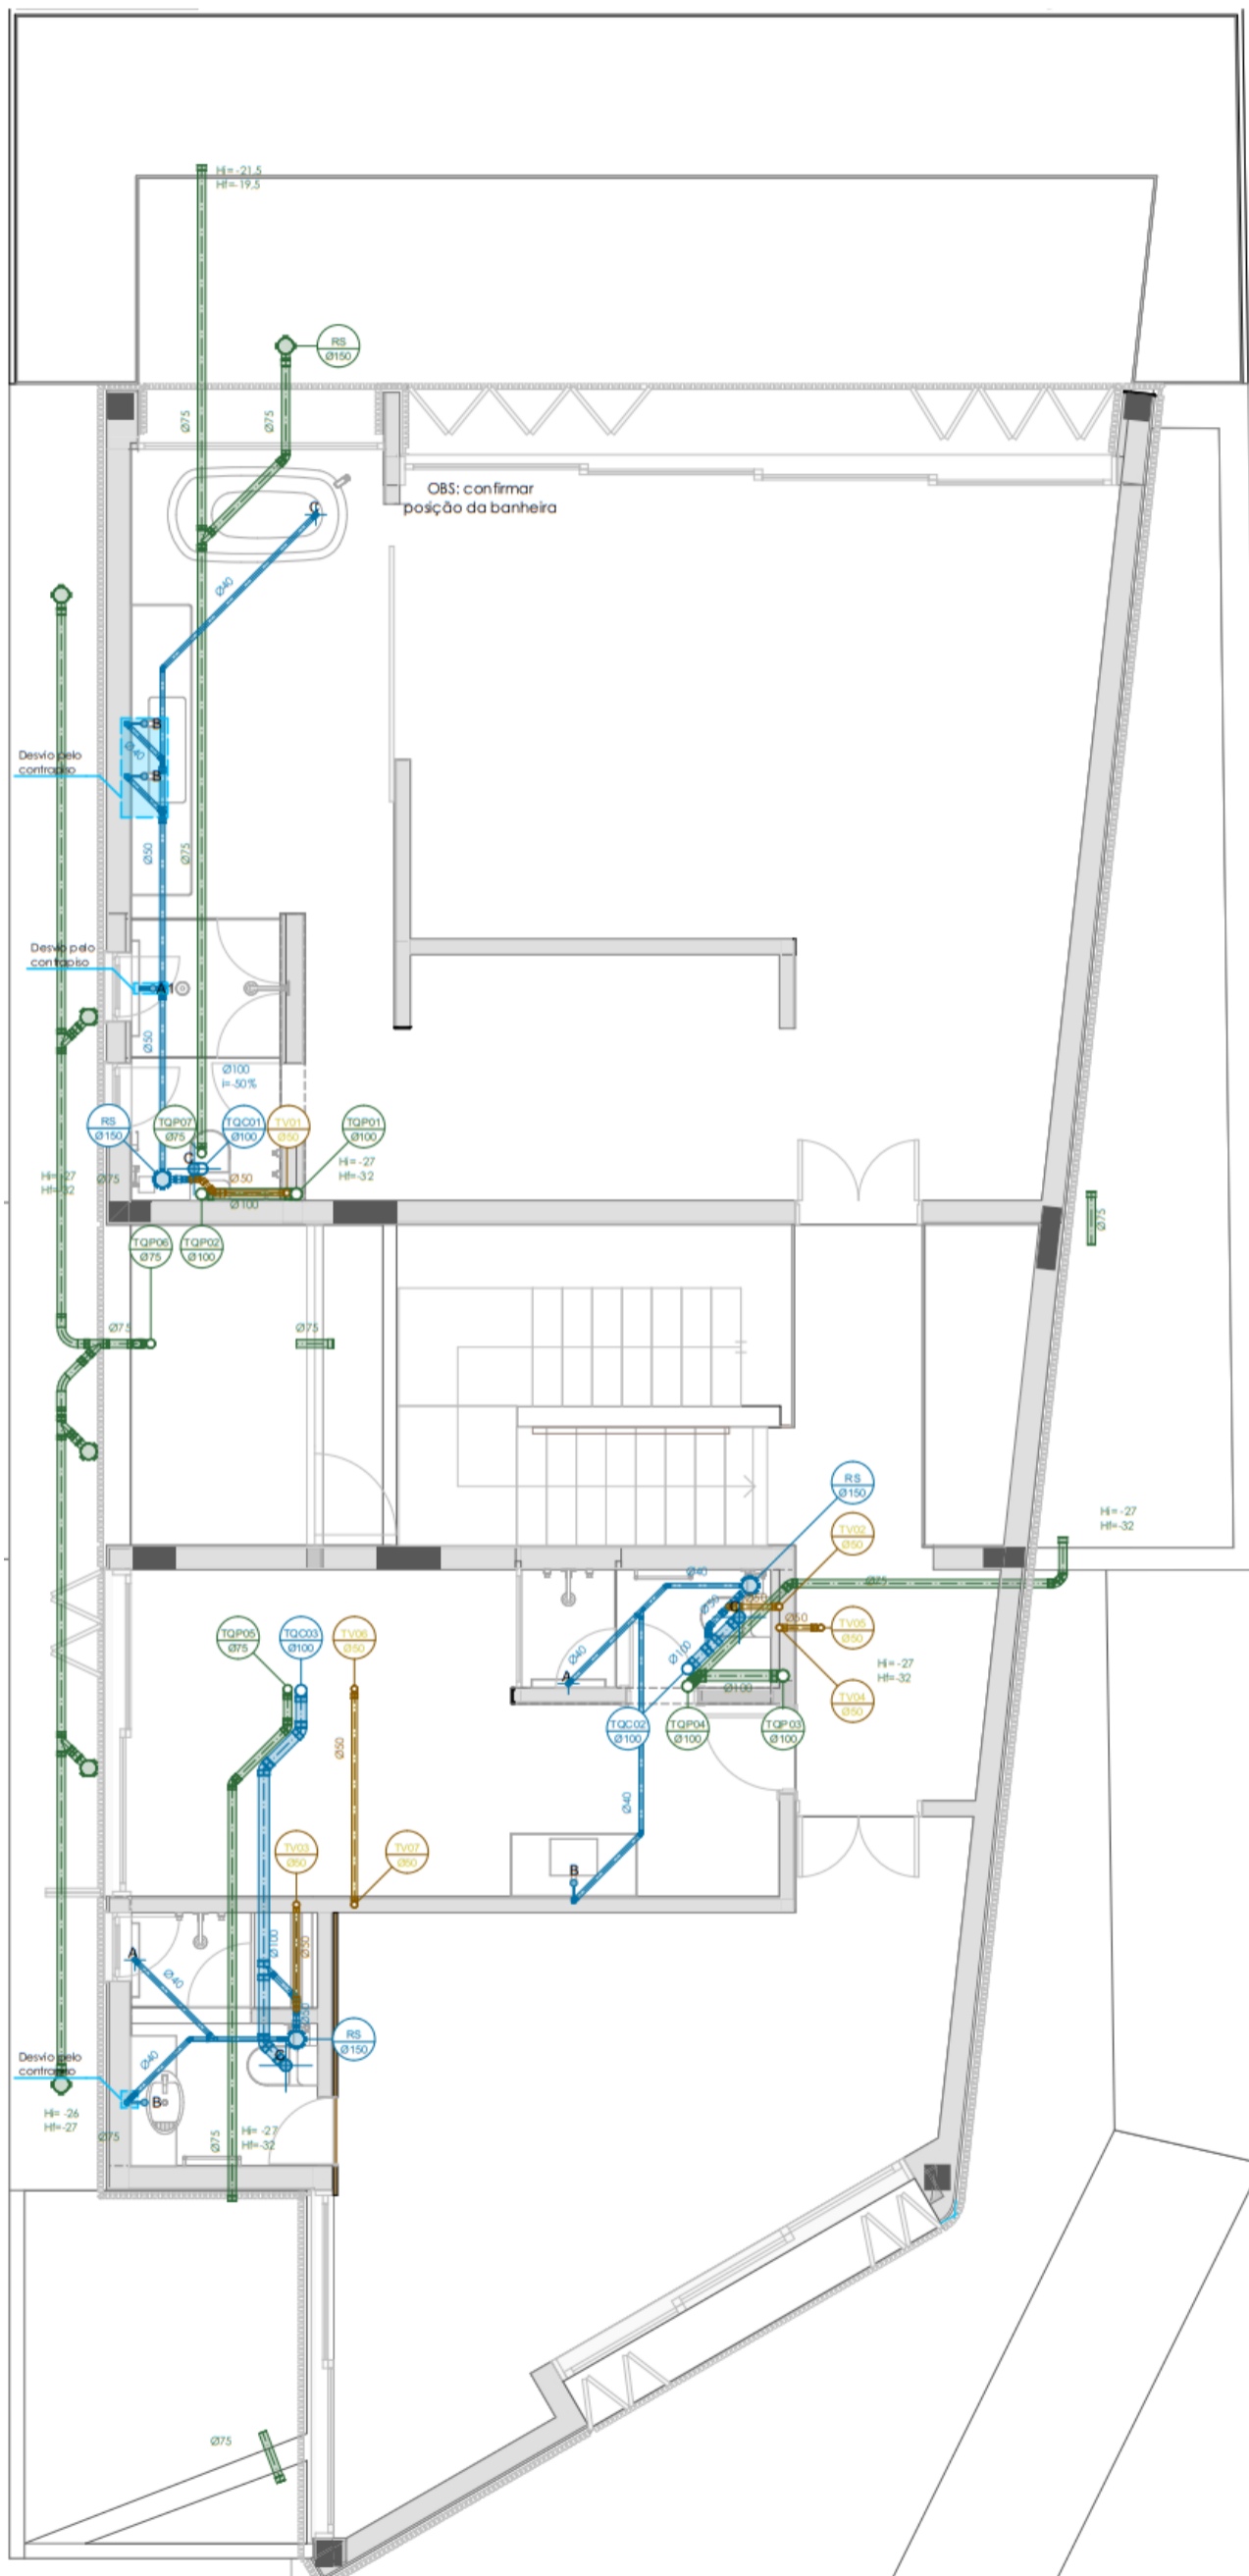 Hi= -21,5
Hf=-19,5
RS
Ø150
Ø75
Ø75
OBS: confirmar
posição da banheira
C
Ø40
B
Ø40
B
Desvio pelo
contrapiso
Ø50
Ø75
Desvio pelo
contrapiso
A1
Ø50
Ø100
i=-50%
RS
Ø150
TQP07
Ø75
TQC01
Ø100
TV01
Ø50
TQP01
Ø100
C
Hi= -27
Hf=-32
Hi= -27
Hf=-32
Ø75
Ø50
Ø100
Ø75
TQP06
Ø75
TQP02
Ø100
Ø75
Ø75
RS
Ø150
Hi= -27
Hf=-32
TV02
Ø50
Ø40
Ø75
Ø50
Ø50
C
Ø50
TV05
Ø50
TQP05
Ø75
TQC03
Ø100
TV06
Ø50
Ø40
Ø100
A
Hi= -27
Hf=-32
Ø100
TV04
Ø50
TQC02
Ø100
TQP04
Ø100
TQP03
Ø100
Ø50
Ø40
TV03
Ø50
TV07
Ø50
B
Ø100
Ø50
A
Ø40
Ø50
RS
Ø150
C
Desvio pelo
contrapiso
Ø40
B
Hi= -26
Hf=-27
Ø75
Ø75
Hi= -27
Hf=-32
Ø75